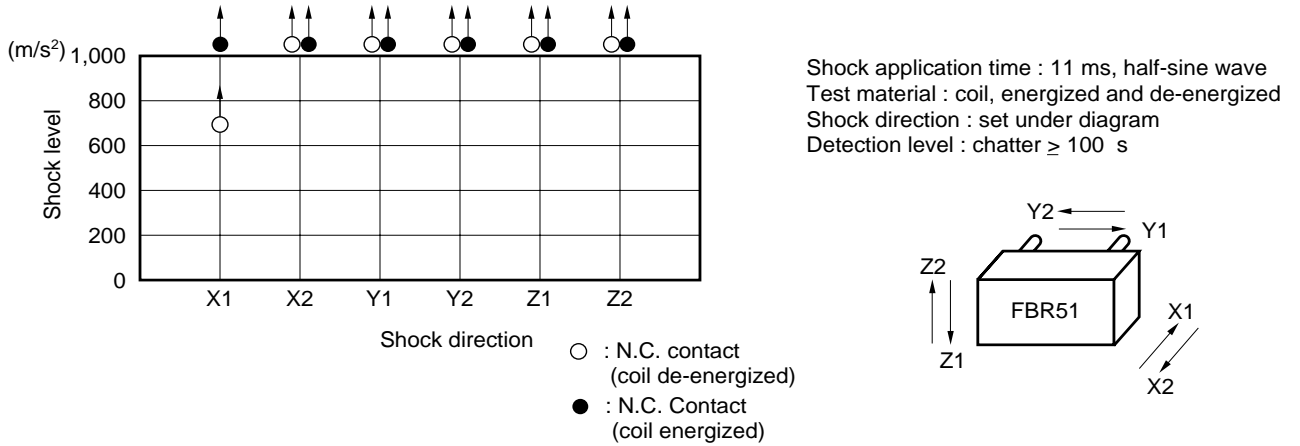 (m/s²)
1,000
800
600
400
200
0
Shock level
X1 X2 Y1 Y2 Z1 Z2
Shock direction
○ : N.C. contact
(coil de-energized)
● : N.C. Contact
(coil energized)
Shock application time : 11 ms, half-sine wave
Test material : coil, energized and de-energized
Shock direction : set under diagram
Detection level : chatter ≥ 100 s
Y2
Y1
Z2
Z1
FBR51
X1
X2